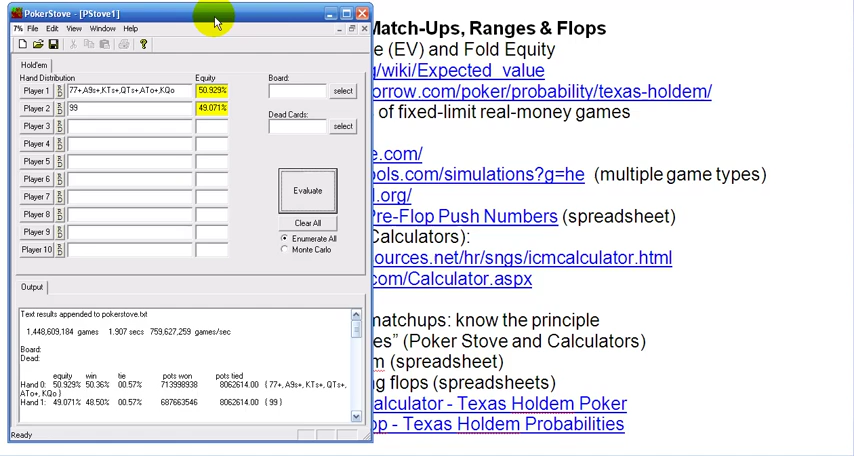 PokerStove - [PStove1]
File Edit View Window Help
Hold'em
Hand Distribution Equity Board:
Player 1 77+,A9s+,KTs+,QTs+,ATo+,KQo 50.929% select
Player 2 99 49.071%
Dead Cards:
Player 3 select
Player 4
Player 5
Player 6 Evaluate
Player 7
Player 8 Clear All
Player 9 Enumerate All
Player 10 Monte Carlo
Output
Text results appended to pokerstove.txt
1,448,609,184 games 1.907 secs 759,627,259 games/sec
Board:
Dead:
equity win tie pots won pots tied
Hand 0: 50.929% 50.36% 00.57% 713998938 8062614.00 { 77+, A9s+, KTs+, QTs+,
ATo+, KQo }
Hand 1: 49.071% 48.50% 00.57% 687663546 8062614.00 { 99 }
Ready
Match-Ups, Ranges & Flops
e (EV) and Fold Equity
g/wiki/Expected_value
orrow.com/poker/probability/texas-holdem/
of fixed-limit real-money games
e.com/
ols.com/simulations?g=he (multiple game types)
l.org/
Pre-Flop Push Numbers (spreadsheet)
Calculators):
sources.net/hr/sngs/icmcalculator.html
com/Calculator.aspx
matchups: know the principle
es” (Poker Stove and Calculators)
m (spreadsheet)
ng flops (spreadsheets)
alculator - Texas Holdem Poker
op - Texas Holdem Probabilities